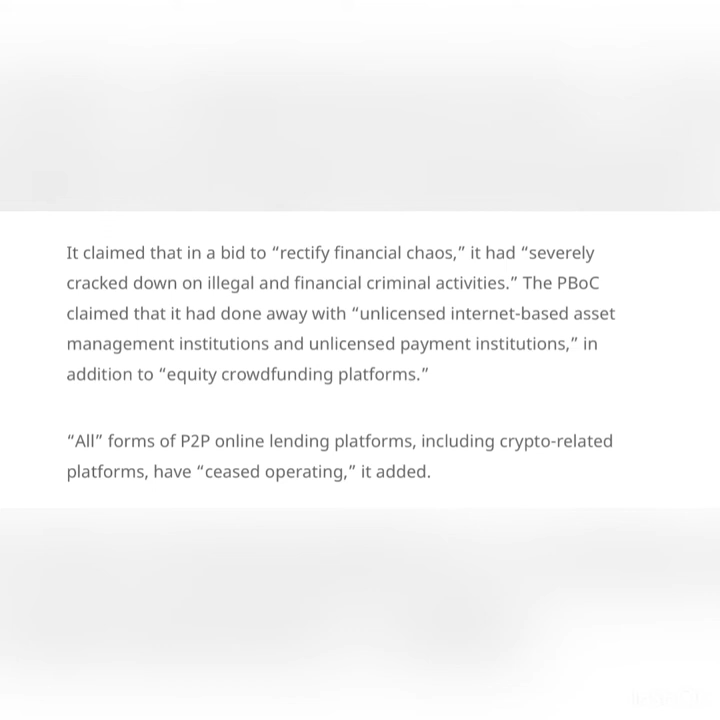 It claimed that in a bid to “rectify financial chaos,” it had “severely
cracked down on illegal and financial criminal activities.” The PBoC
claimed that it had done away with “unlicensed internet-based asset
management institutions and unlicensed payment institutions,” in
addition to “equity crowdfunding platforms.”
“All” forms of P2P online lending platforms, including crypto-related
platforms, have “ceased operating,” it added.